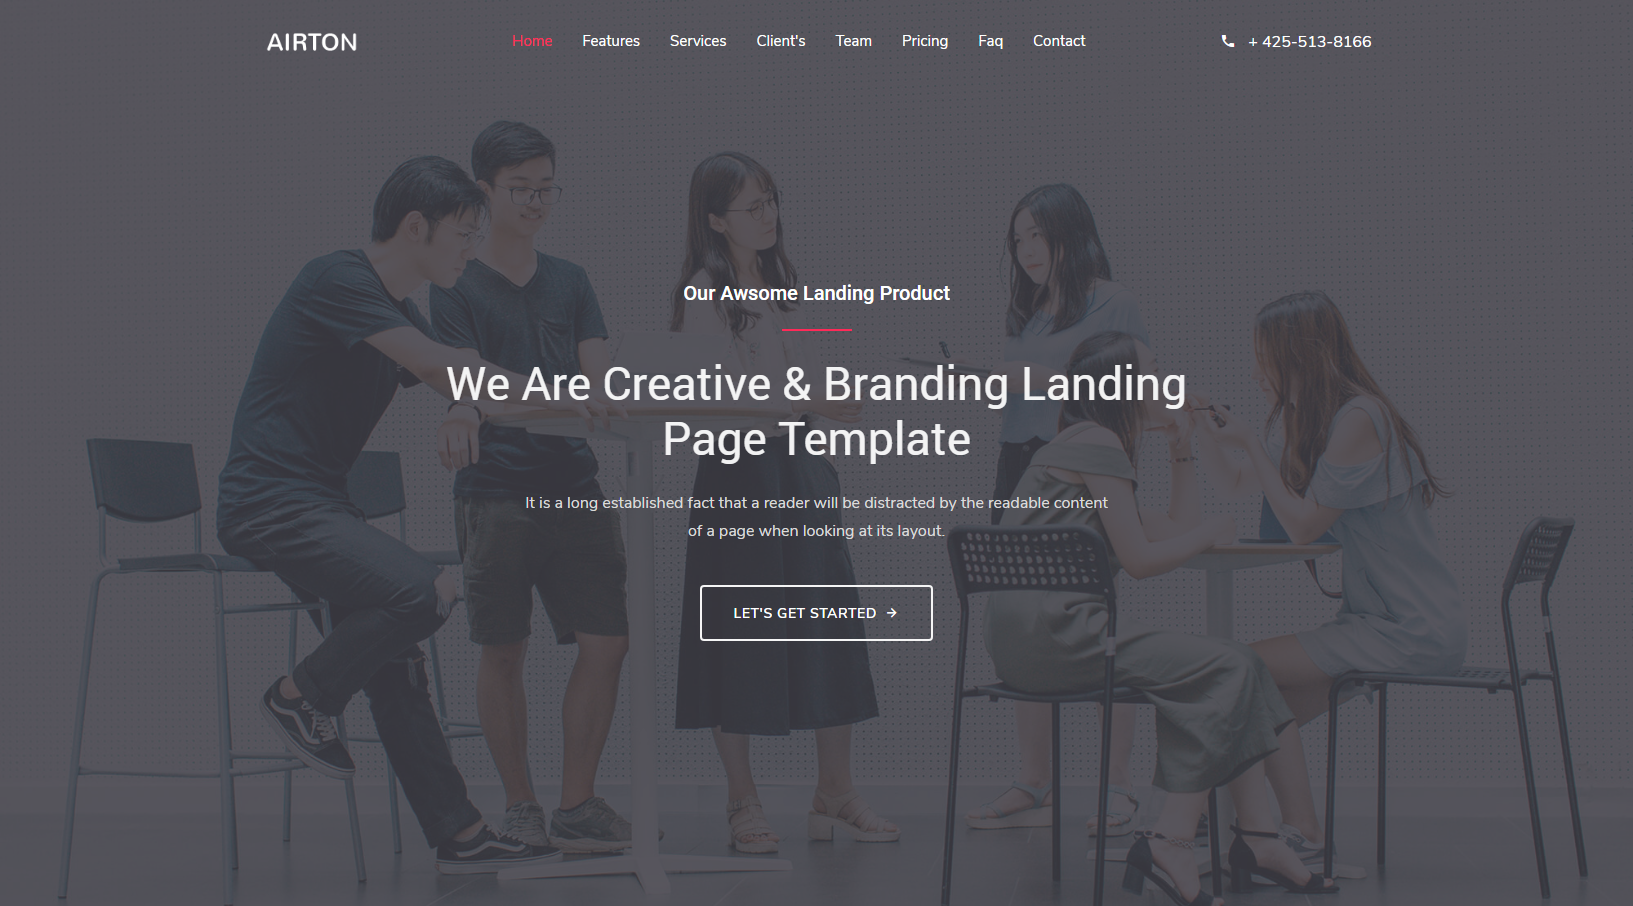 AIRTON
Home Features Services Client's Team Pricing Faq Contact
+ 425-513-8166
Our Awsome Landing Product
We Are Creative & Branding Landing
Page Template
It is a long established fact that a reader will be distracted by the readable content
of a page when looking at its layout.
LET'S GET STARTED →